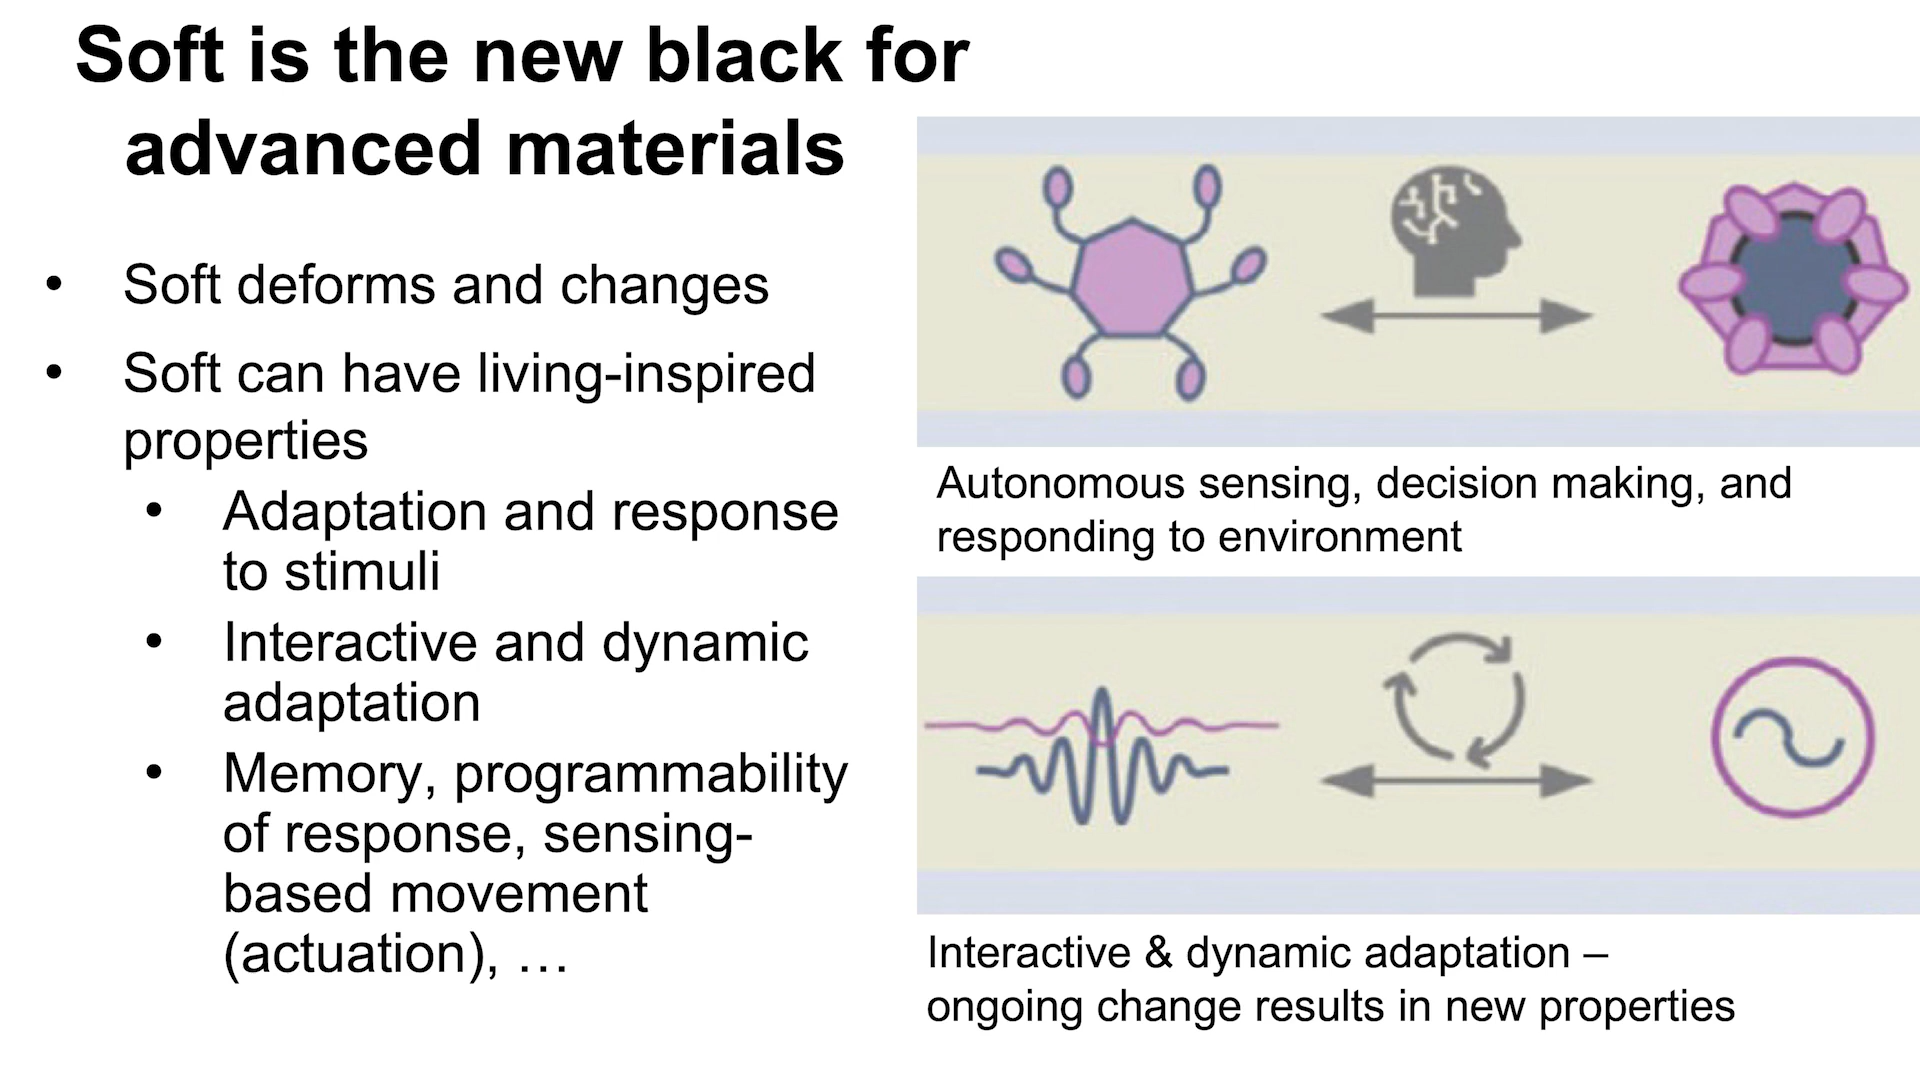 Soft is the new black for
advanced materials
• Soft deforms and changes
• Soft can have living-inspired
properties
• Adaptation and response
to stimuli
• Interactive and dynamic
adaptation
• Memory, programmability
of response, sensing-
based movement
(actuation), …
Autonomous sensing, decision making, and
responding to environment
Interactive & dynamic adaptation –
ongoing change results in new properties